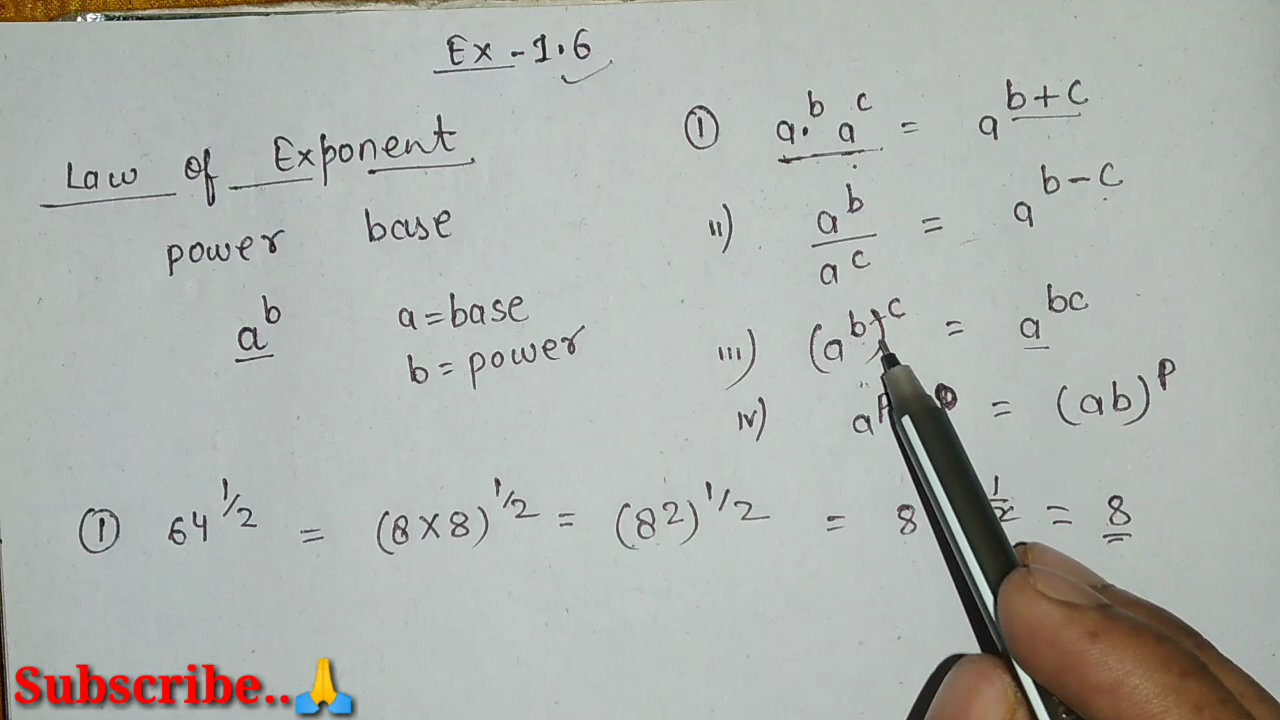 Ex - 1.6
Law of Exponent
power base
a^b a = base
b = power
① a^b . a^c = a^(b+c)
ii) a^b / a^c = a^(b-c)
iii) (a^b)^c = a^(bc)
iv) a^p = (ab)^p
① 64^(1/2) = (8×8)^(1/2) = (8^2)^(1/2) = 8 = 8
Subscribe..🙏